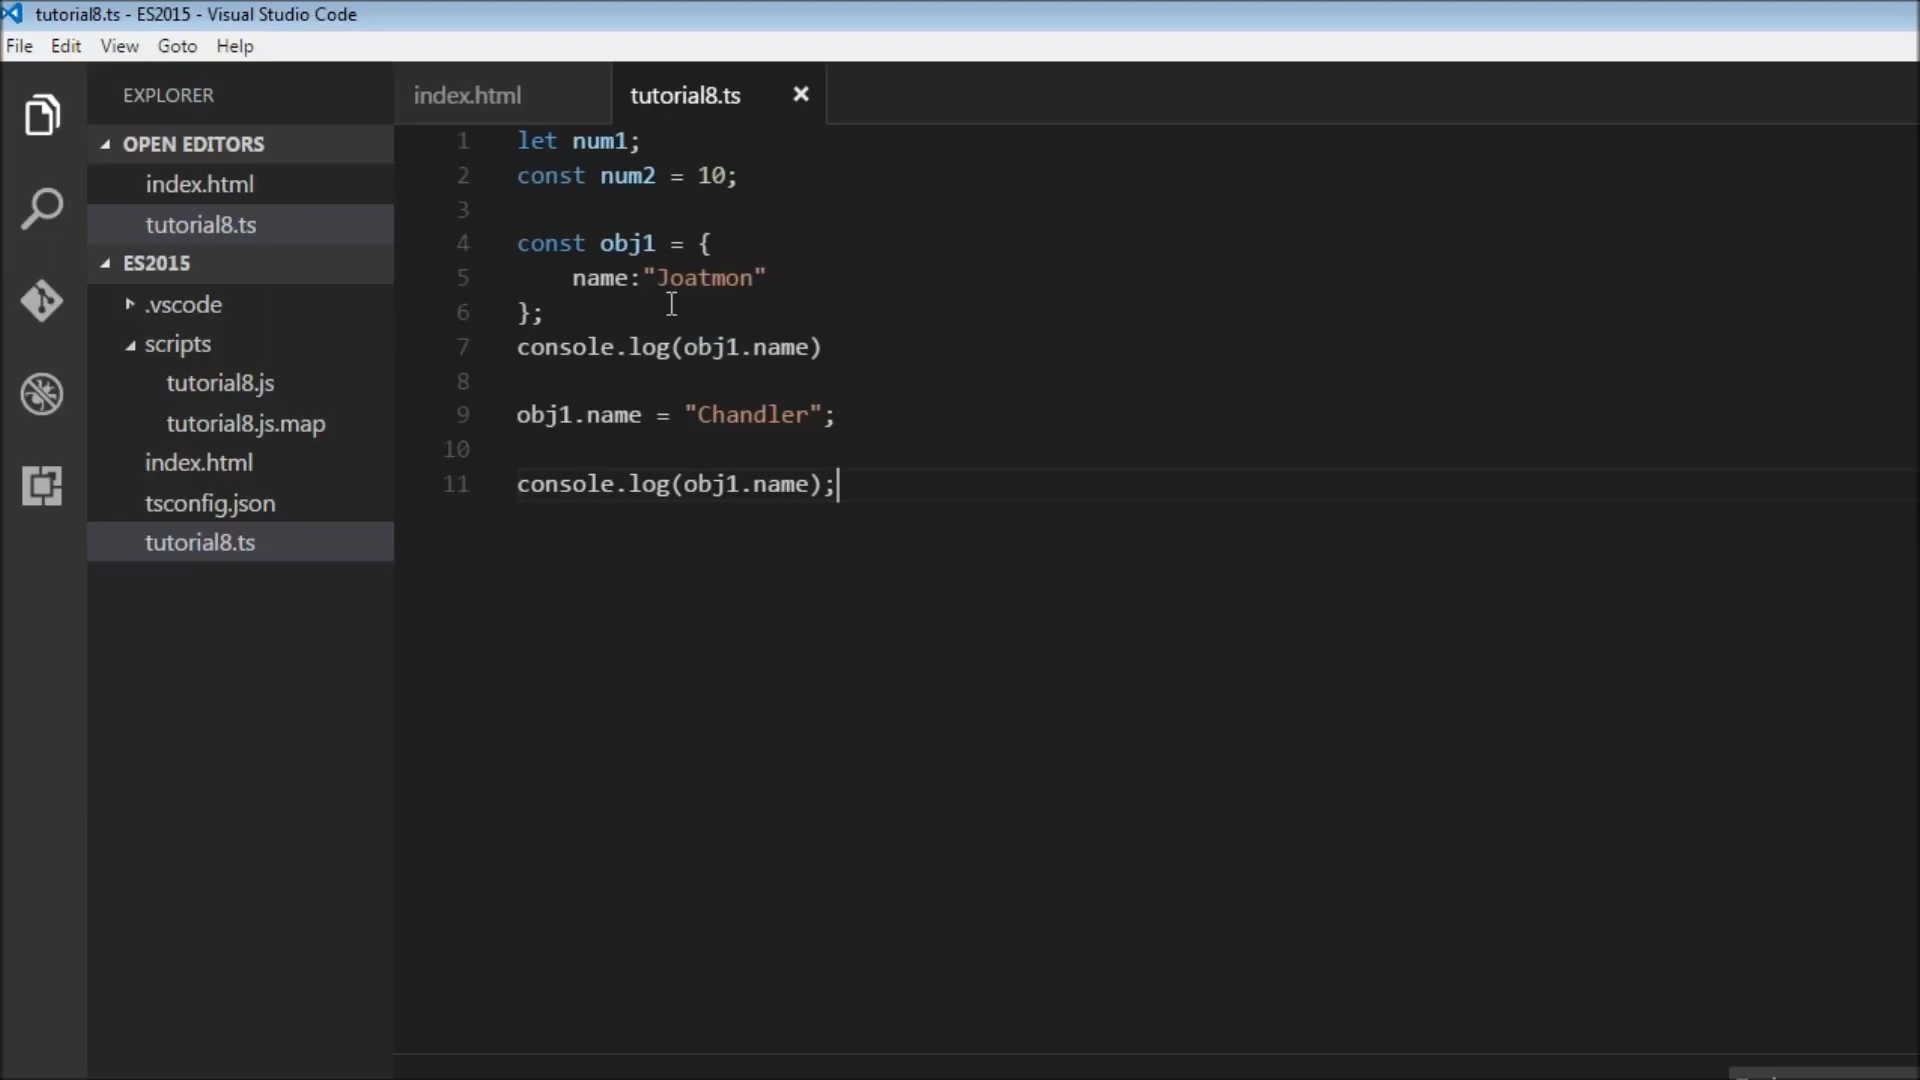 tutorial8.ts - ES2015 - Visual Studio Code
File Edit View Goto Help
EXPLORER
OPEN EDITORS
index.html
tutorial8.ts
ES2015
.vscode
scripts
tutorial8.js
tutorial8.js.map
index.html
tsconfig.json
tutorial8.ts
index.html tutorial8.ts
1 let num1;
2 const num2 = 10;
3
4 const obj1 = {
5 name:"Joatmon"
6 };
7 console.log(obj1.name)
8
9 obj1.name = "Chandler";
10
11 console.log(obj1.name);